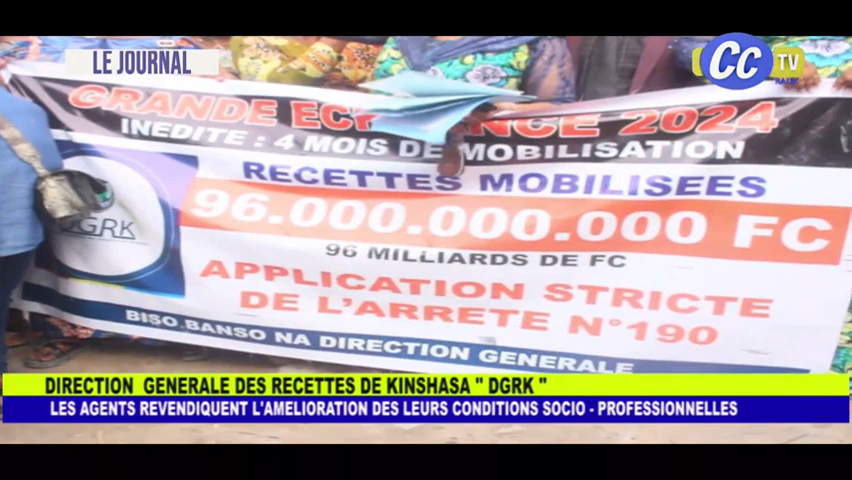 LE JOURNAL
CC TV
GRANDE 2024
INEDITE : 4 MOIS DE MOBILISATION
RECETTES MOBILISEES
DGRK
96.000.000.000 FC
96 MILLIARDS DE FC
APPLICATION STRICTE
DE L'ARRETE N°190
BISO BANSO NA DIRECTION GENERALE
DIRECTION GENERALE DES RECETTES DE KINSHASA " DGRK "
LES AGENTS REVENDIQUENT L'AMELIORATION DES LEURS CONDITIONS SOCIO - PROFESSIONNELLES